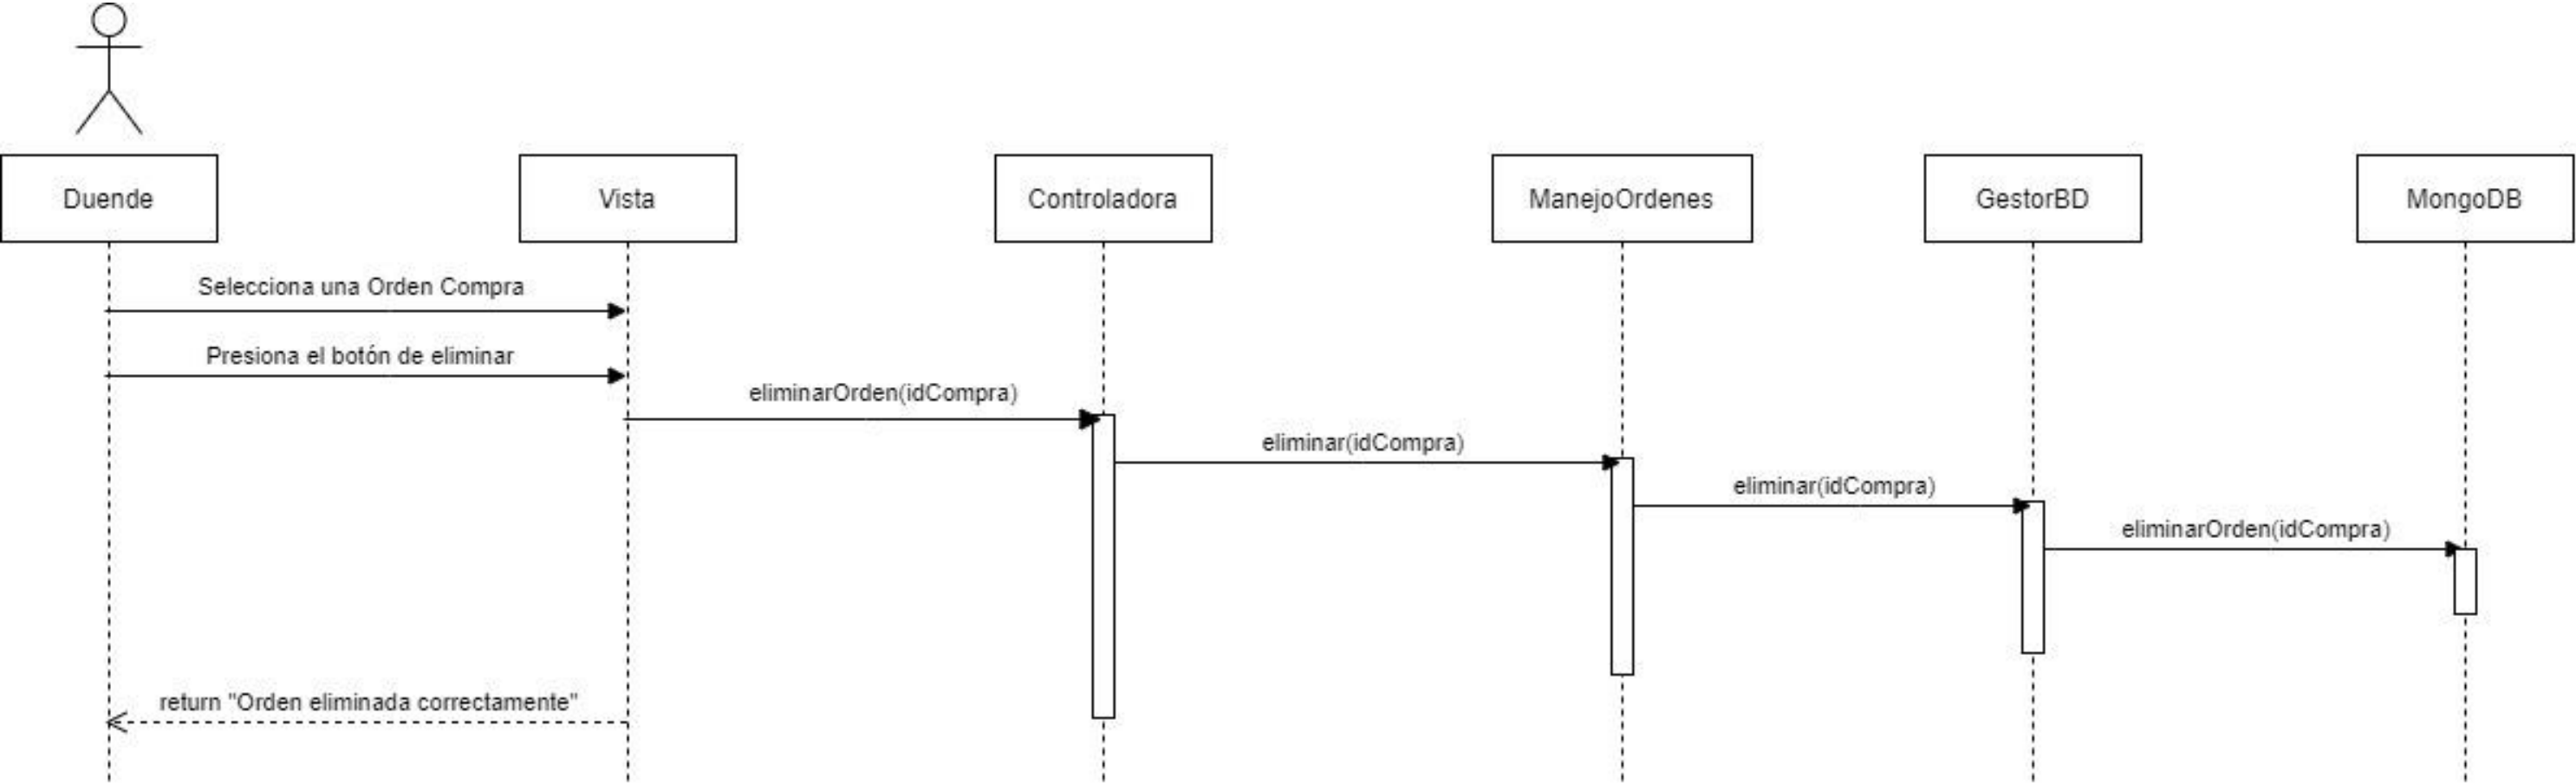 Duende
Vista
Controladora
ManejoOrdenes
GestorBD
MongoDB
Selecciona una Orden Compra
Presiona el botón de eliminar
eliminarOrden(idCompra)
eliminar(idCompra)
eliminar(idCompra)
eliminarOrden(idCompra)
return "Orden eliminada correctamente"